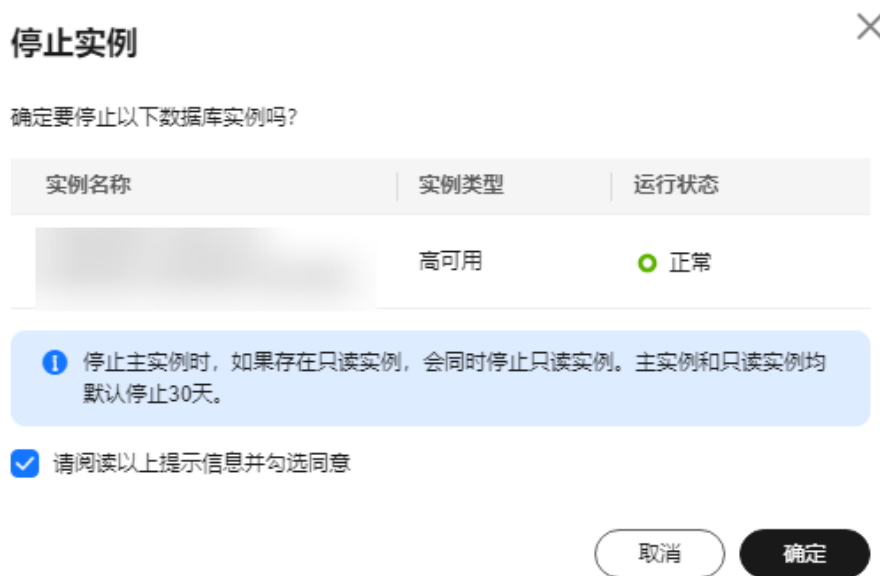 停止实例
确定要停止以下数据库实例吗?
实例名称 实例类型 运行状态
高可用 正常
停止主实例时，如果存在只读实例，会同时停止只读实例。主实例和只读实例均
默认停止30天。
请阅读以上提示信息并勾选同意
取消 确定